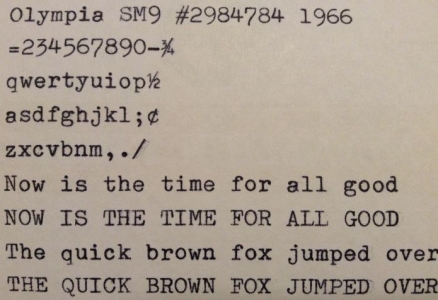 Olympia SM9 #2984784 1966
=234567890-¾
qwertyuiop½
asdfghjkl;¢
zxcvbnm,./
Now is the time for all good
NOW IS THE TIME FOR ALL GOOD
The quick brown fox jumped over
THE QUICK BROWN FOX JUMPED OVER